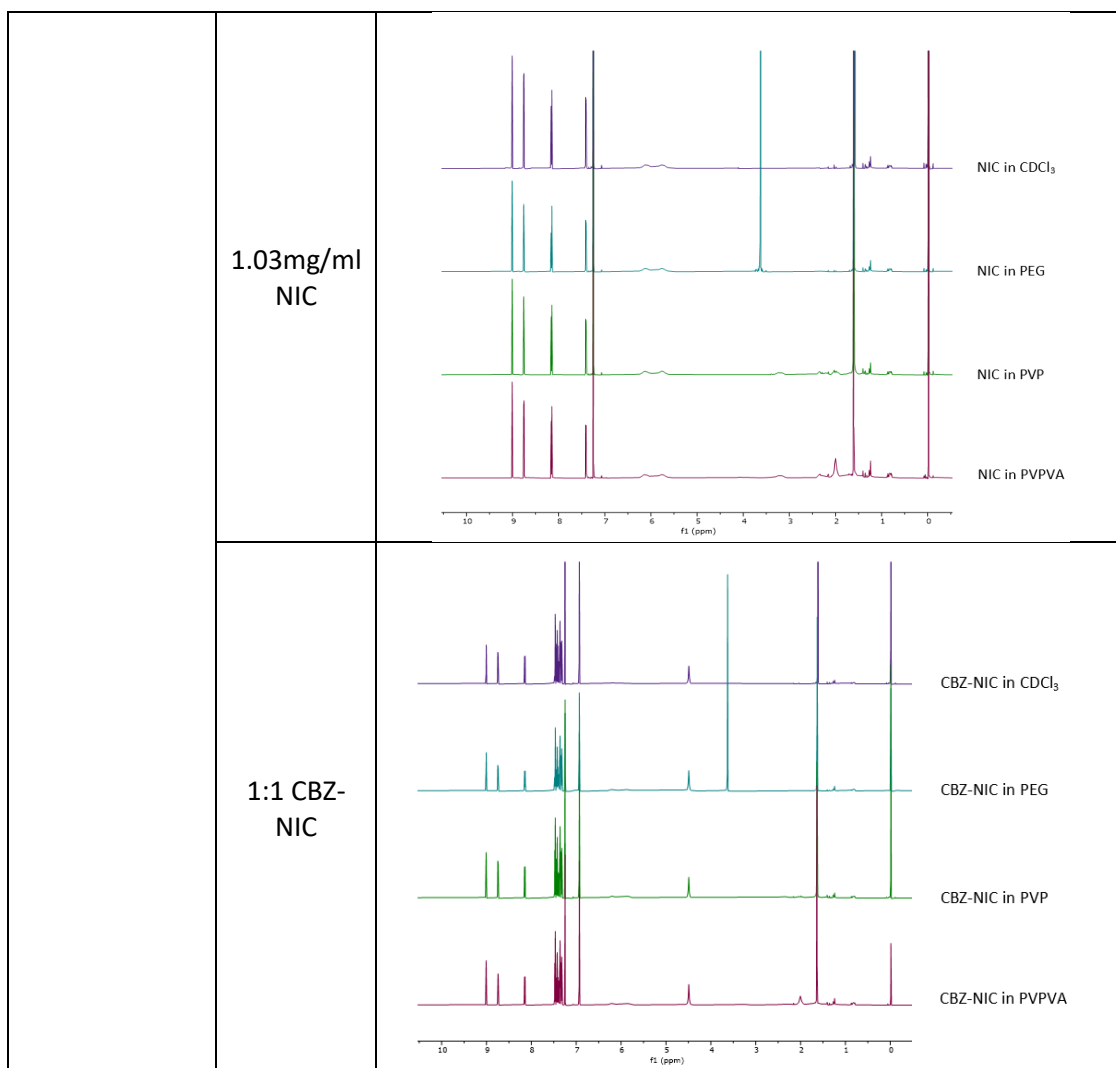 1.03mg/ml
NIC
NIC in CDCl₃
NIC in PEG
NIC in PVP
NIC in PVPVA
10 9 8 7 6 5 4 3 2 1 0
f1 (ppm)
1:1 CBZ-
NIC
CBZ-NIC in CDCl₃
CBZ-NIC in PEG
CBZ-NIC in PVP
CBZ-NIC in PVPVA
10 9 8 7 6 5 4 3 2 1 0
f1 (ppm)